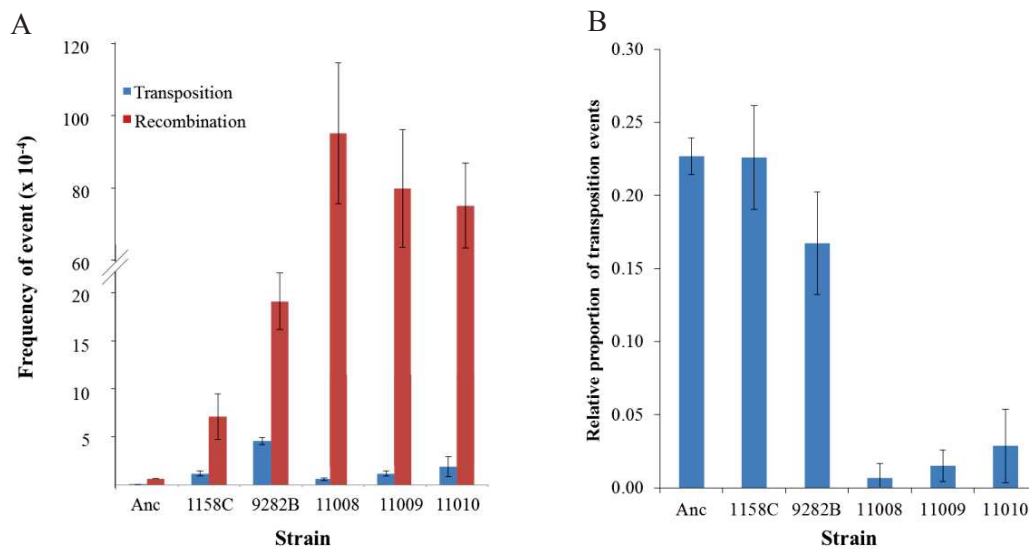 A
Frequency of event (x 10⁻⁴)
120
100
80
60
20
15
10
5
Transposition
Recombination
Anc 1158C 9282B 11008 11009 11010
Strain
B
Relative proportion of transposition events
0.30
0.25
0.20
0.15
0.10
0.05
0.00
Anc 1158C 9282B 11008 11009 11010
Strain